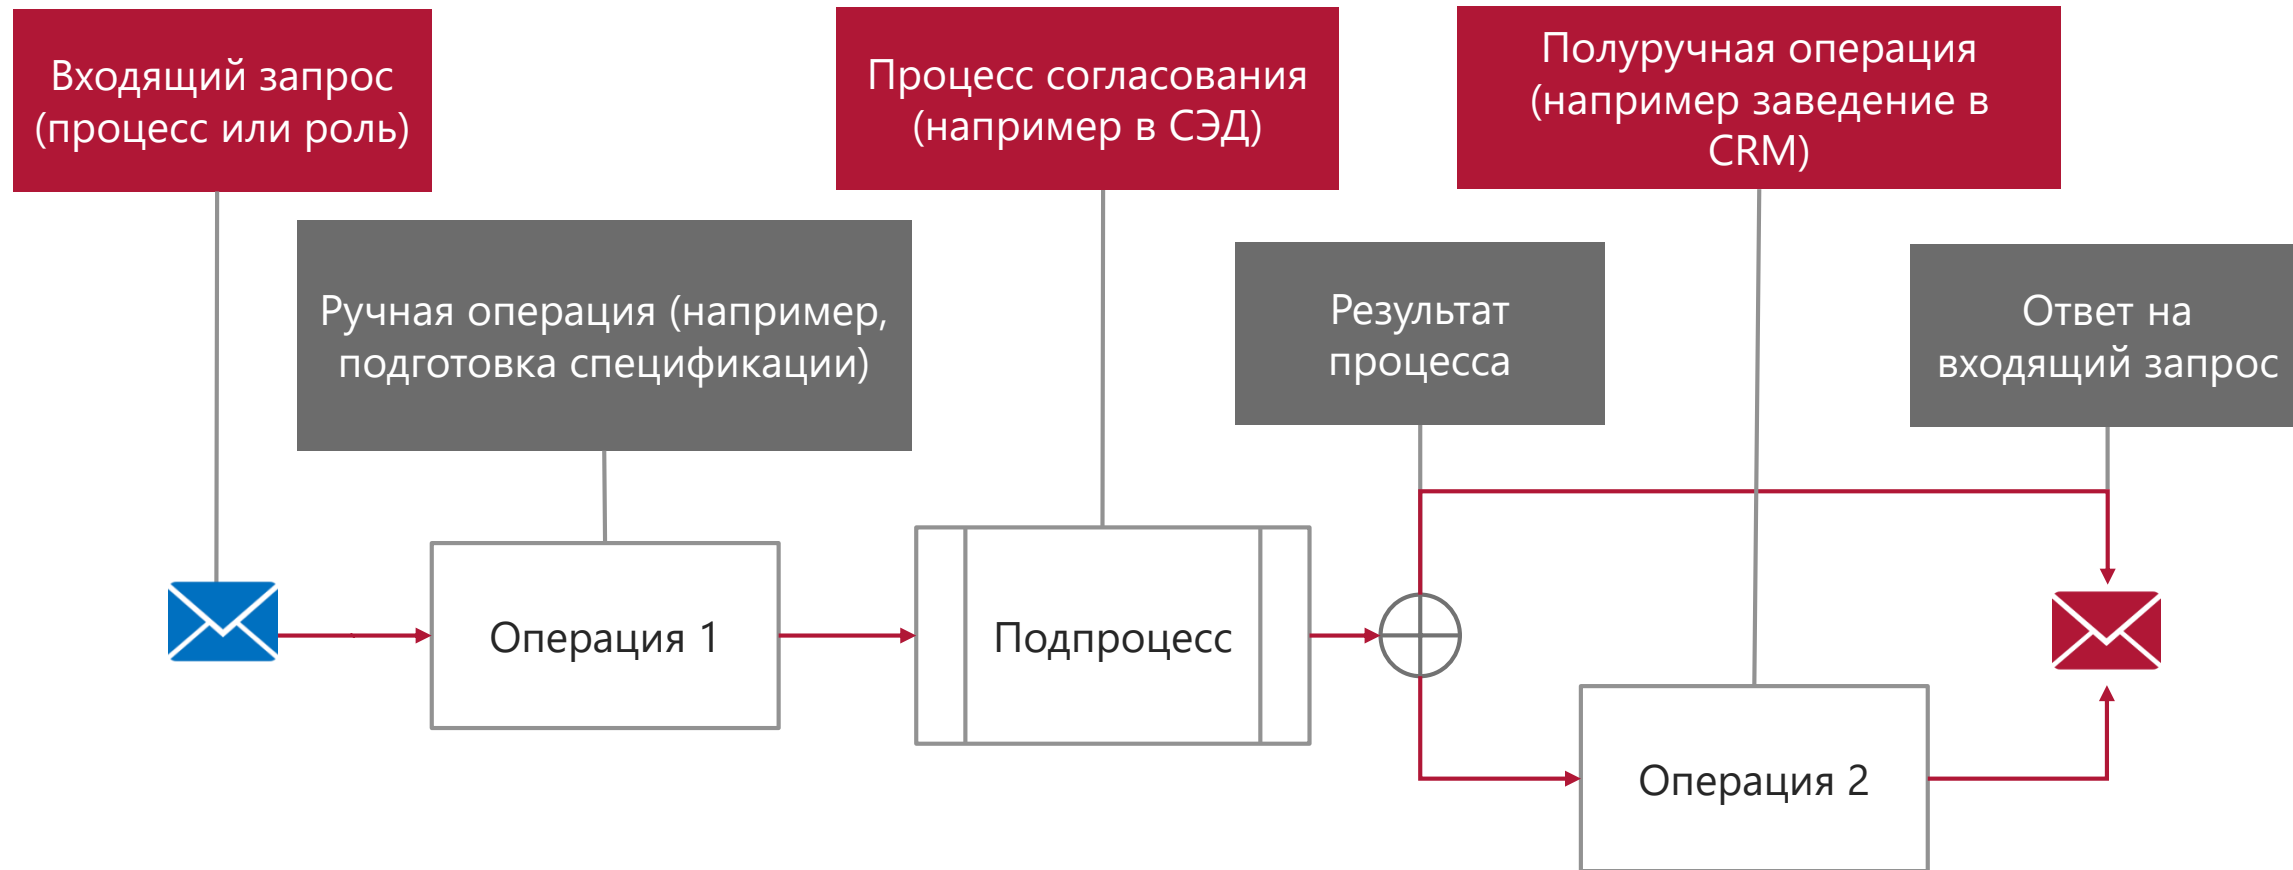 Входящий запрос
(процесс или роль)
Процесс согласования
(например в СЭД)
Полуручная операция
(например заведение в
CRM)
Ручная операция (например,
подготовка спецификации)
Результат
процесса
Ответ на
входящий запрос
Операция 1
Подпроцесс
Операция 2